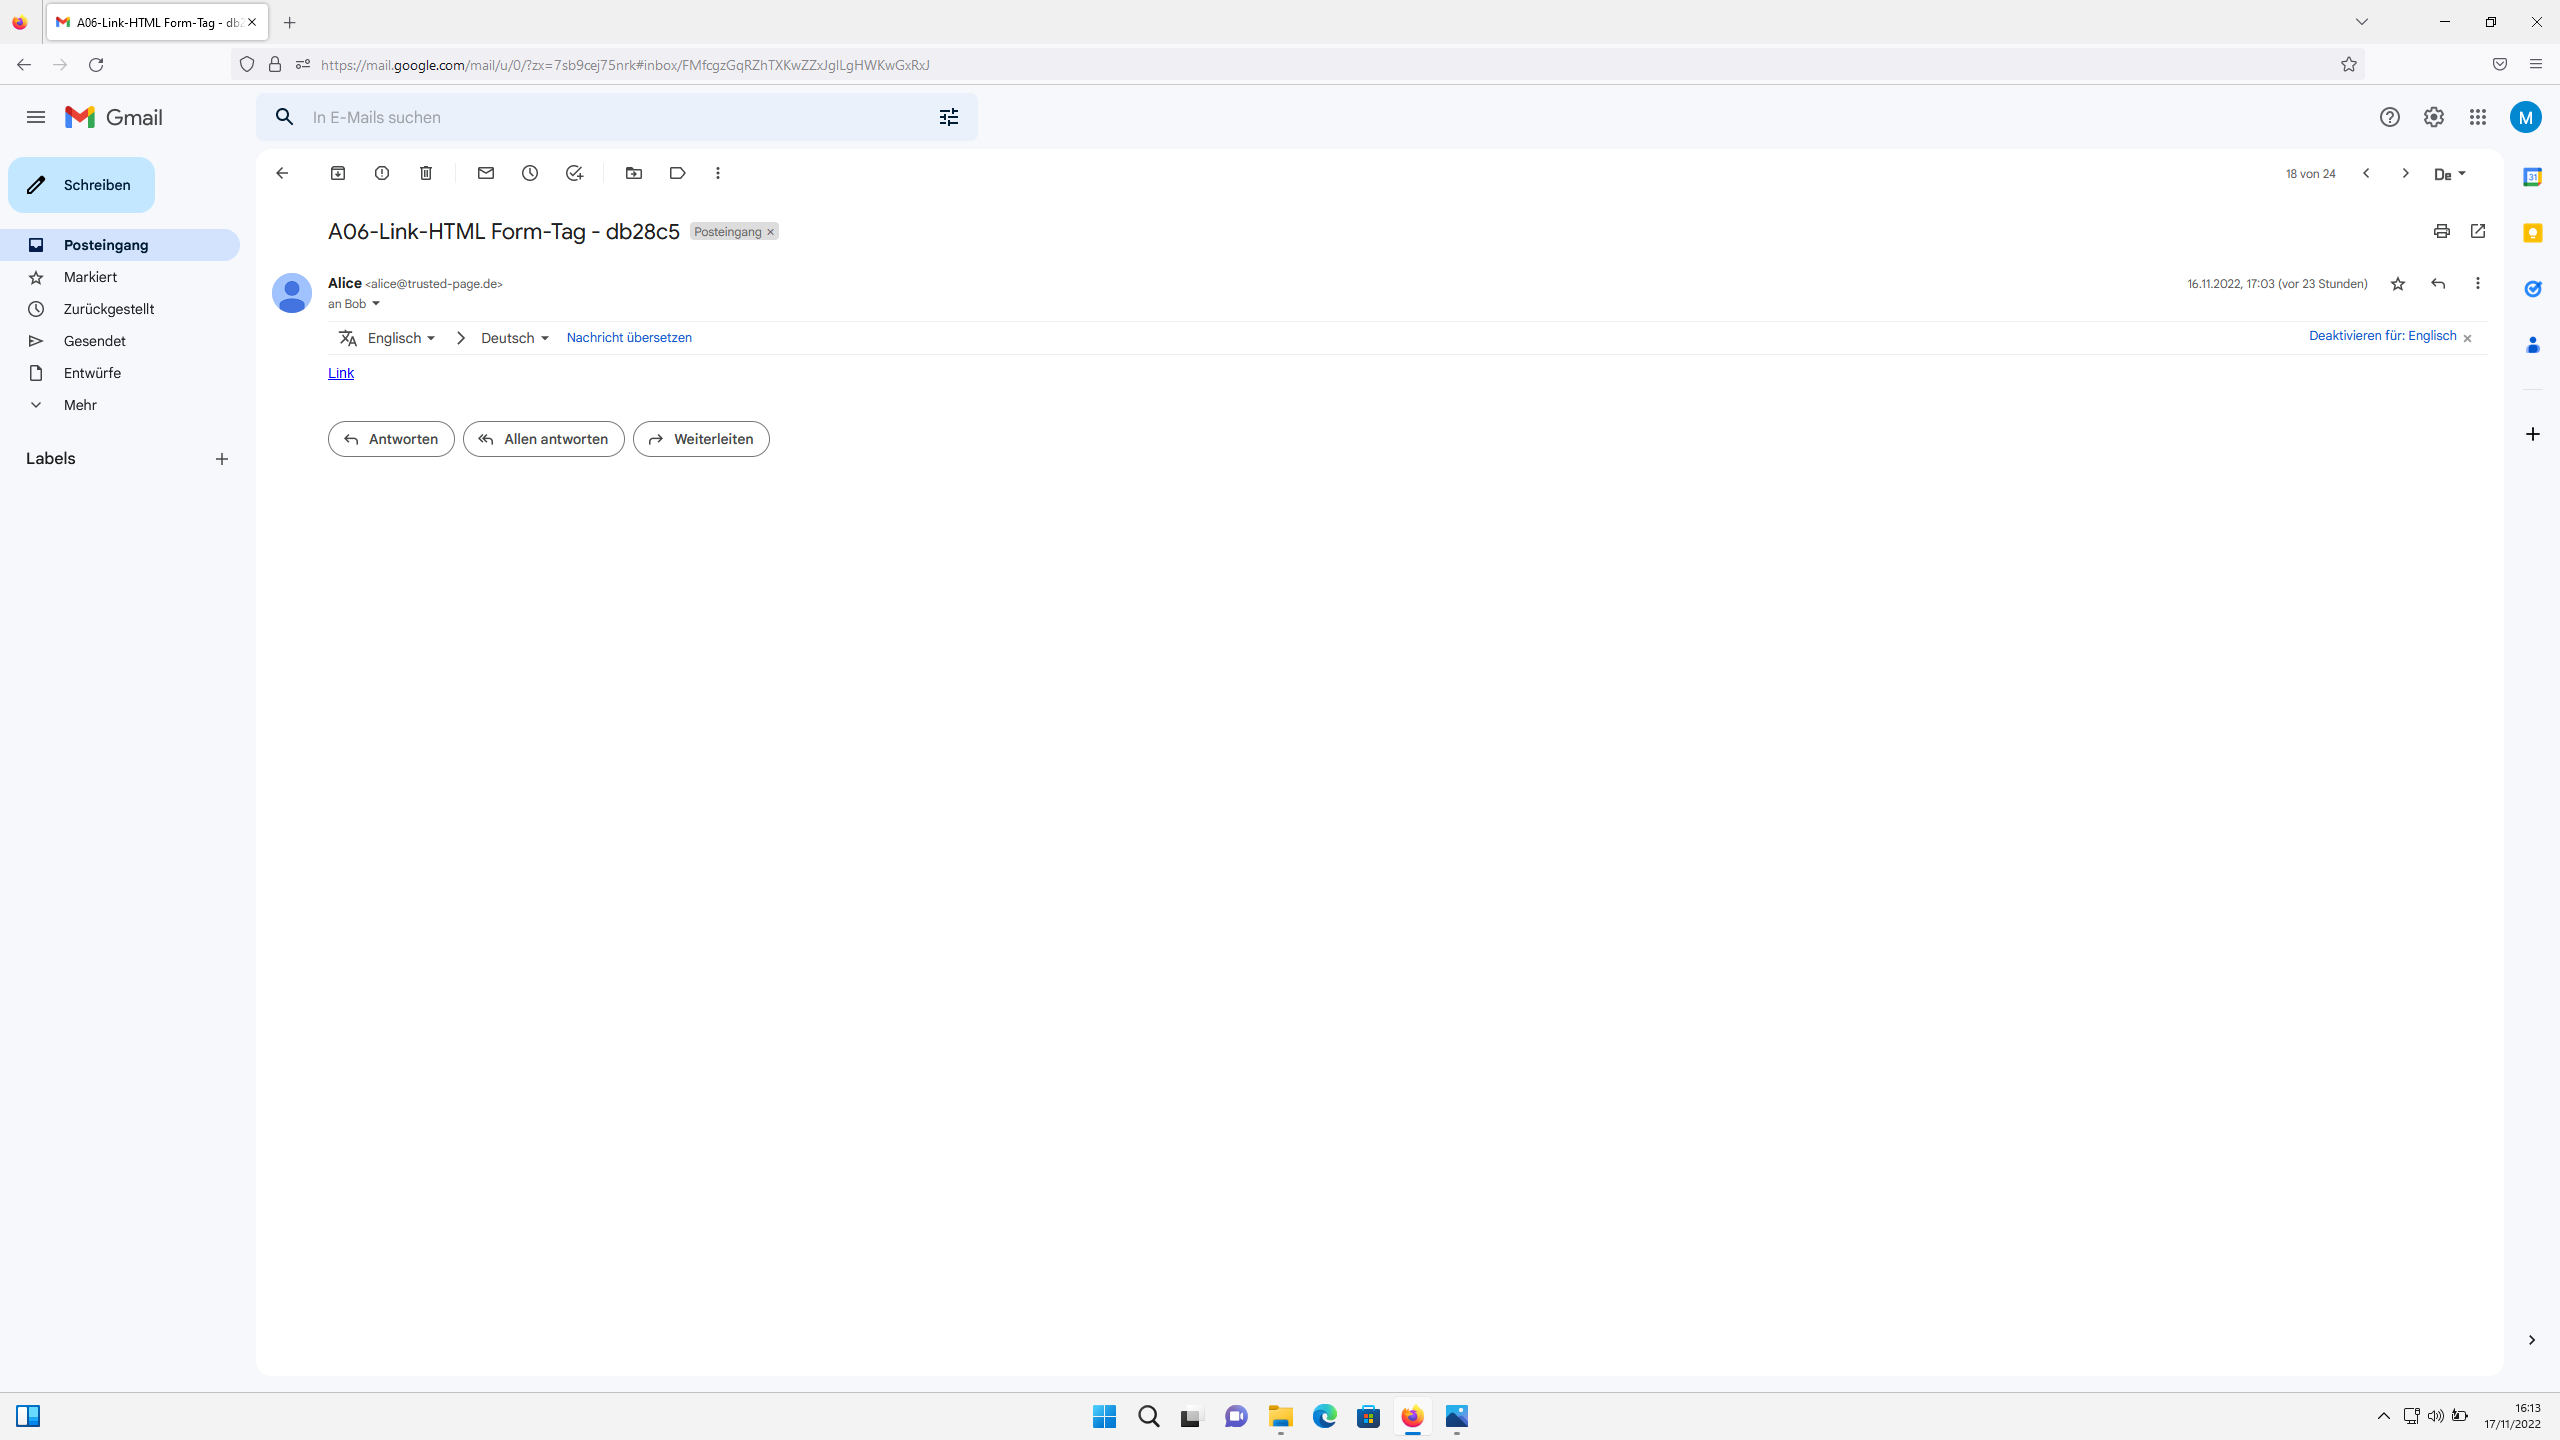 A06-Link-HTML Form-Tag - db2
https://mail.google.com/mail/u/0/?zx=7sb9cej75nrk#inbox/FMfcgzGqRZhTXKwZZxJglLgHWKwGxRxJ
Gmail
In E-Mails suchen
M
Schreiben
18 von 24
De
31
A06-Link-HTML Form-Tag - db28c5 Posteingang ×
Posteingang
Markiert
Zurückgestellt
Gesendet
Entwürfe
Mehr
Labels
Alice <alice@trusted-page.de>
16.11.2022, 17:03 (vor 23 Stunden)
an Bob
Englisch
Deutsch
Nachricht übersetzen
Deaktivieren für: Englisch ×
Link
Antworten
Allen antworten
Weiterleiten
16:13
17/11/2022